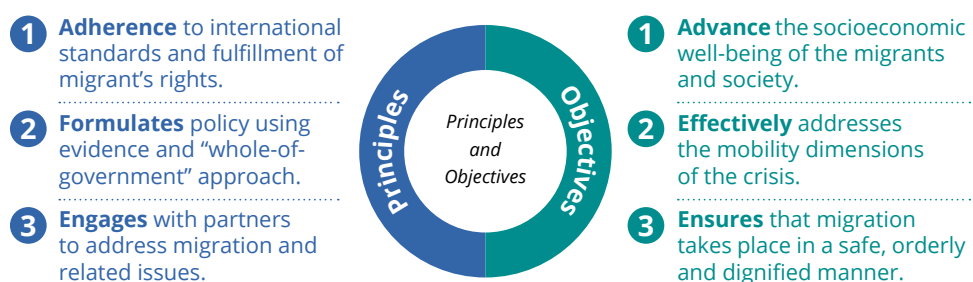 1 Adherence to international
standards and fulfillment of
migrant's rights.
2 Formulates policy using
evidence and "whole-of-
government" approach.
3 Engages with partners
to address migration and
related issues.
Principles
Principles
and
Objectives
Objectives
1 Advance the socioeconomic
well-being of the migrants
and society.
2 Effectively addresses
the mobility dimensions
of the crisis.
3 Ensures that migration
takes place in a safe, orderly
and dignified manner.